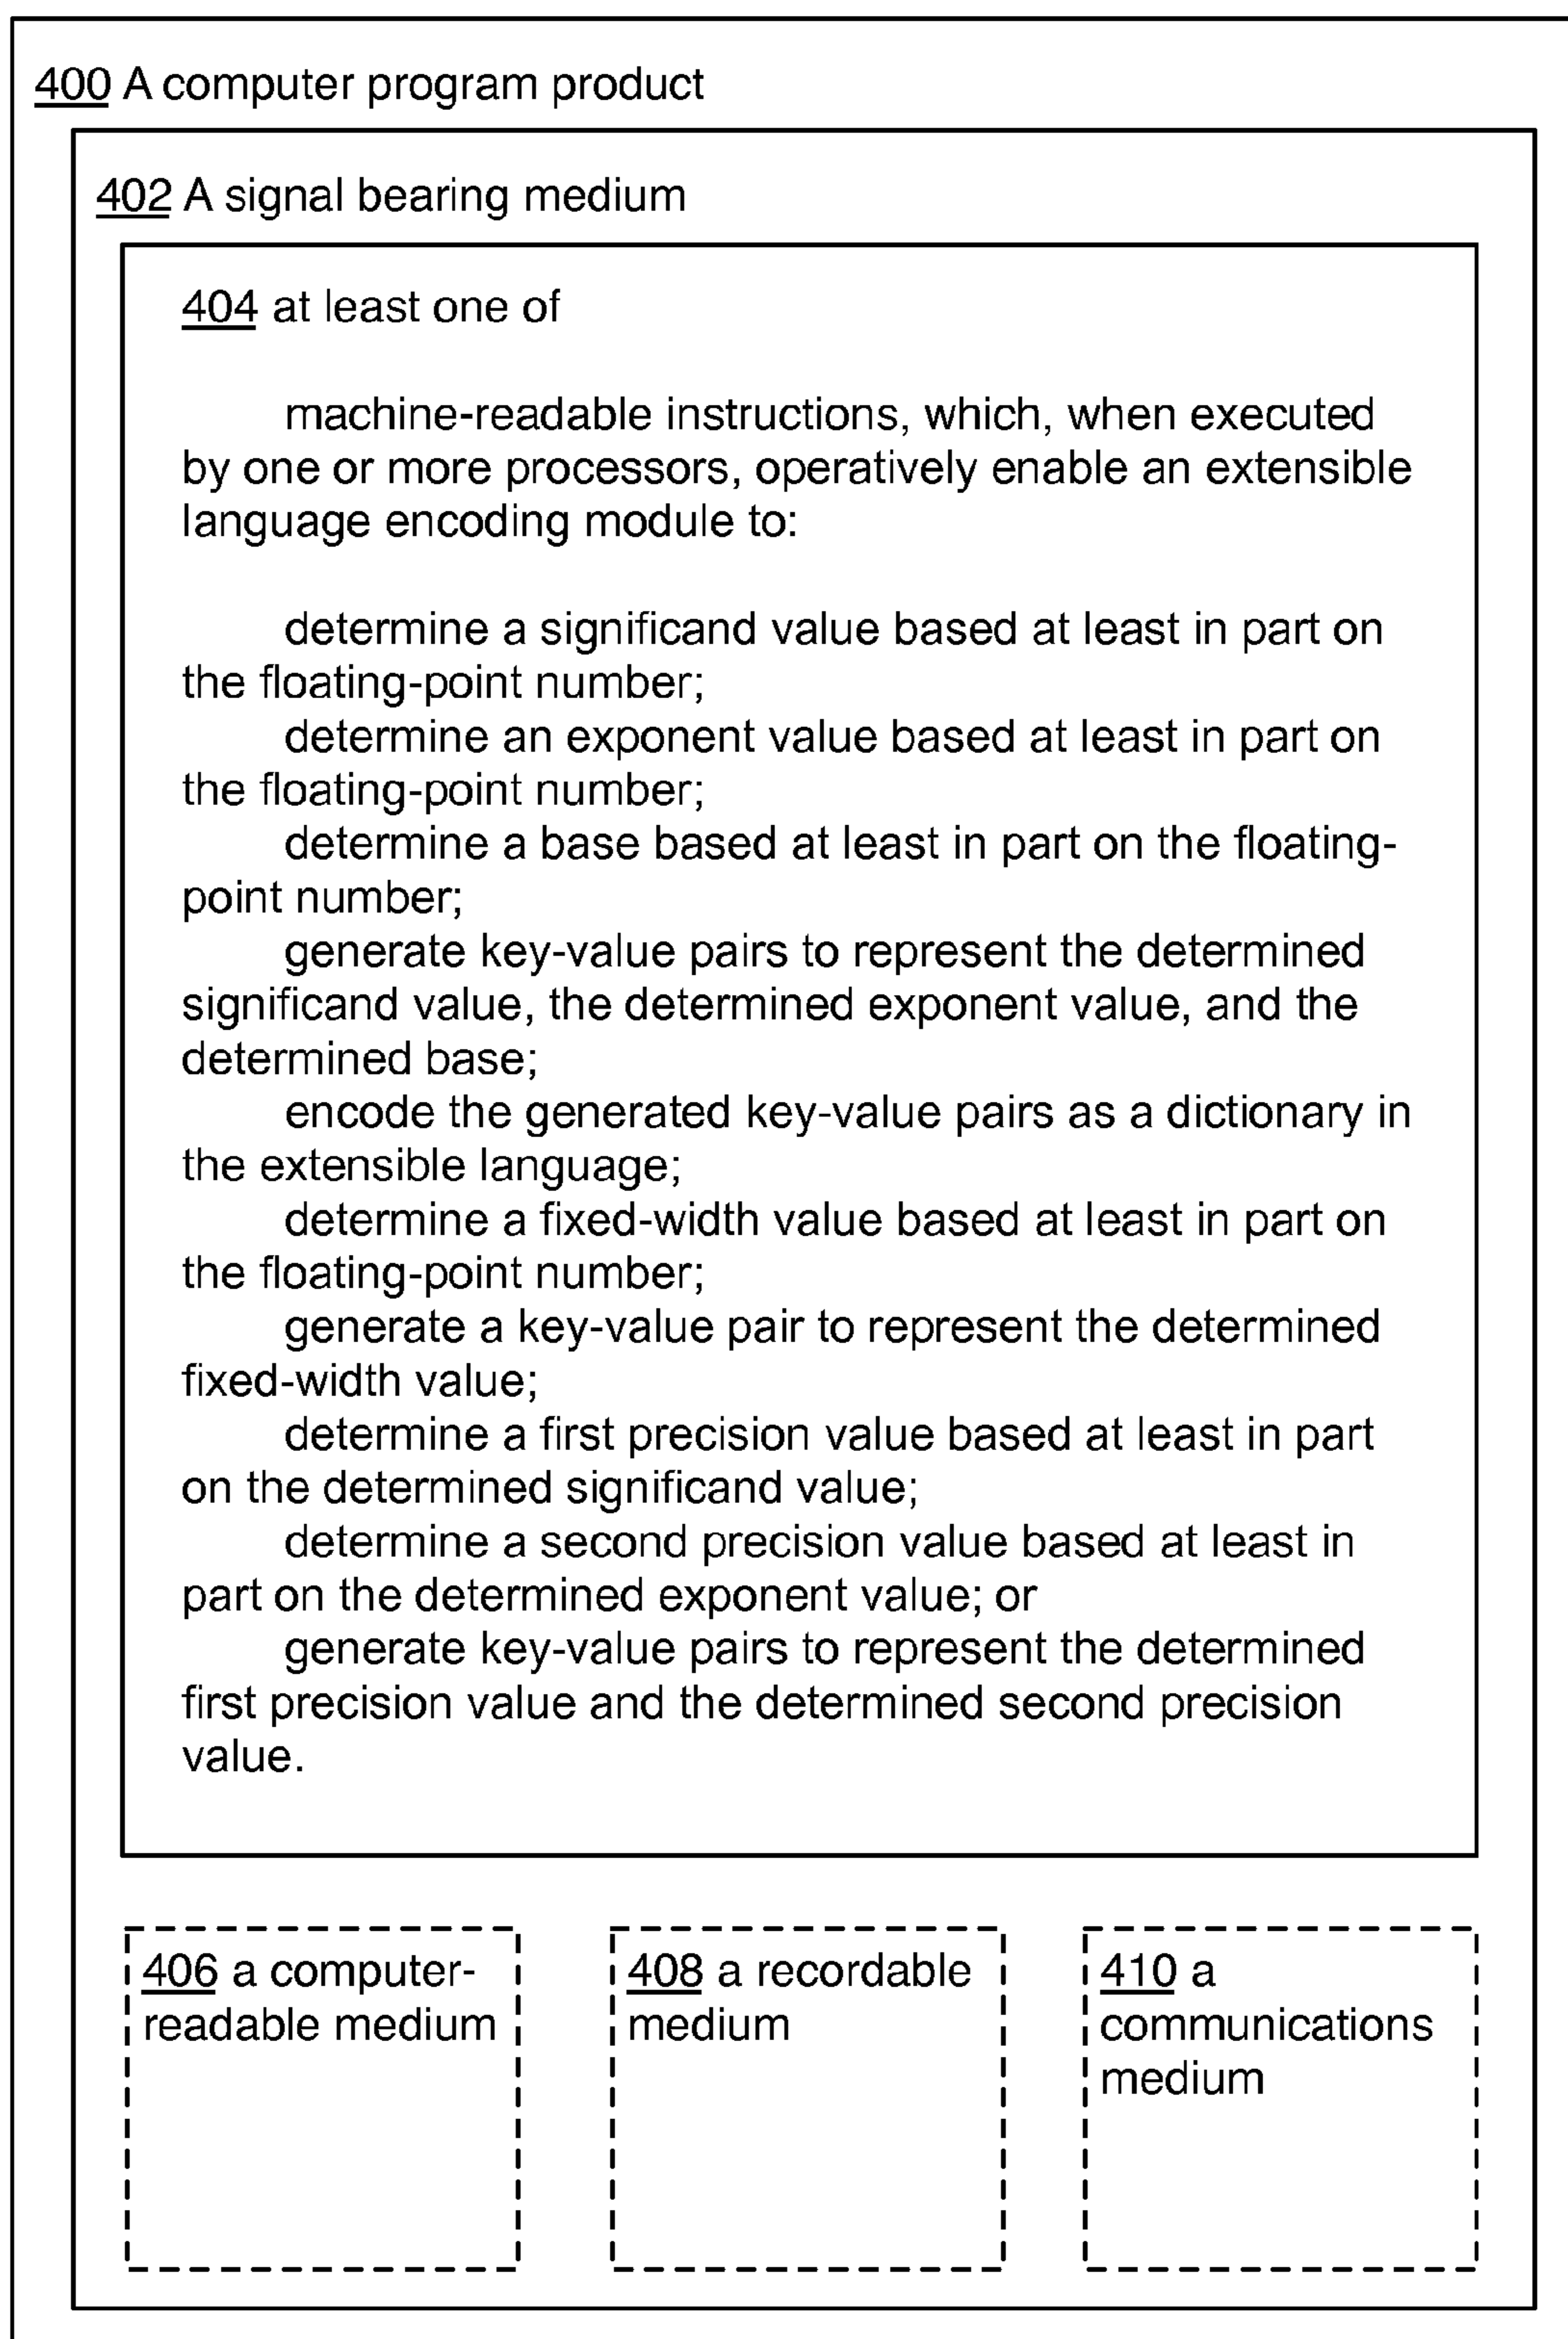 400 A computer program product
402 A signal bearing medium
404 at least one of
machine-readable instructions, which, when executed
by one or more processors, operatively enable an extensible
language encoding module to:
determine a significand value based at least in part on
the floating-point number;
determine an exponent value based at least in part on
the floating-point number;
determine a base based at least in part on the floating-
point number;
generate key-value pairs to represent the determined
significand value, the determined exponent value, and the
determined base;
encode the generated key-value pairs as a dictionary in
the extensible language;
determine a fixed-width value based at least in part on
the floating-point number;
generate a key-value pair to represent the determined
fixed-width value;
determine a first precision value based at least in part
on the determined significand value;
determine a second precision value based at least in
part on the determined exponent value; or
generate key-value pairs to represent the determined
first precision value and the determined second precision
value.
406 a computer-
readable medium
408 a recordable
medium
410 a
communications
medium